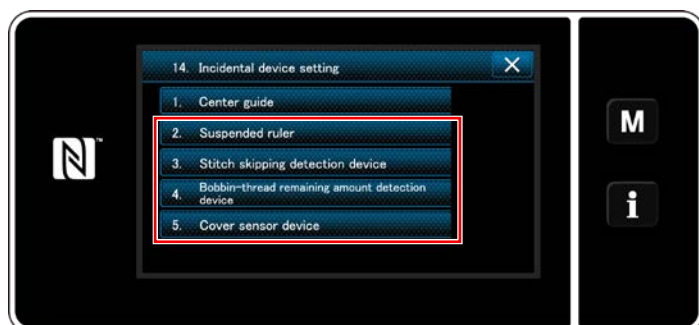 14. Incidental device setting
1. Center guide
2. Suspended ruler
3. Stitch skipping detection device
4. Bobbin-thread remaining amount detection
device
5. Cover sensor device
M
i
N
TM